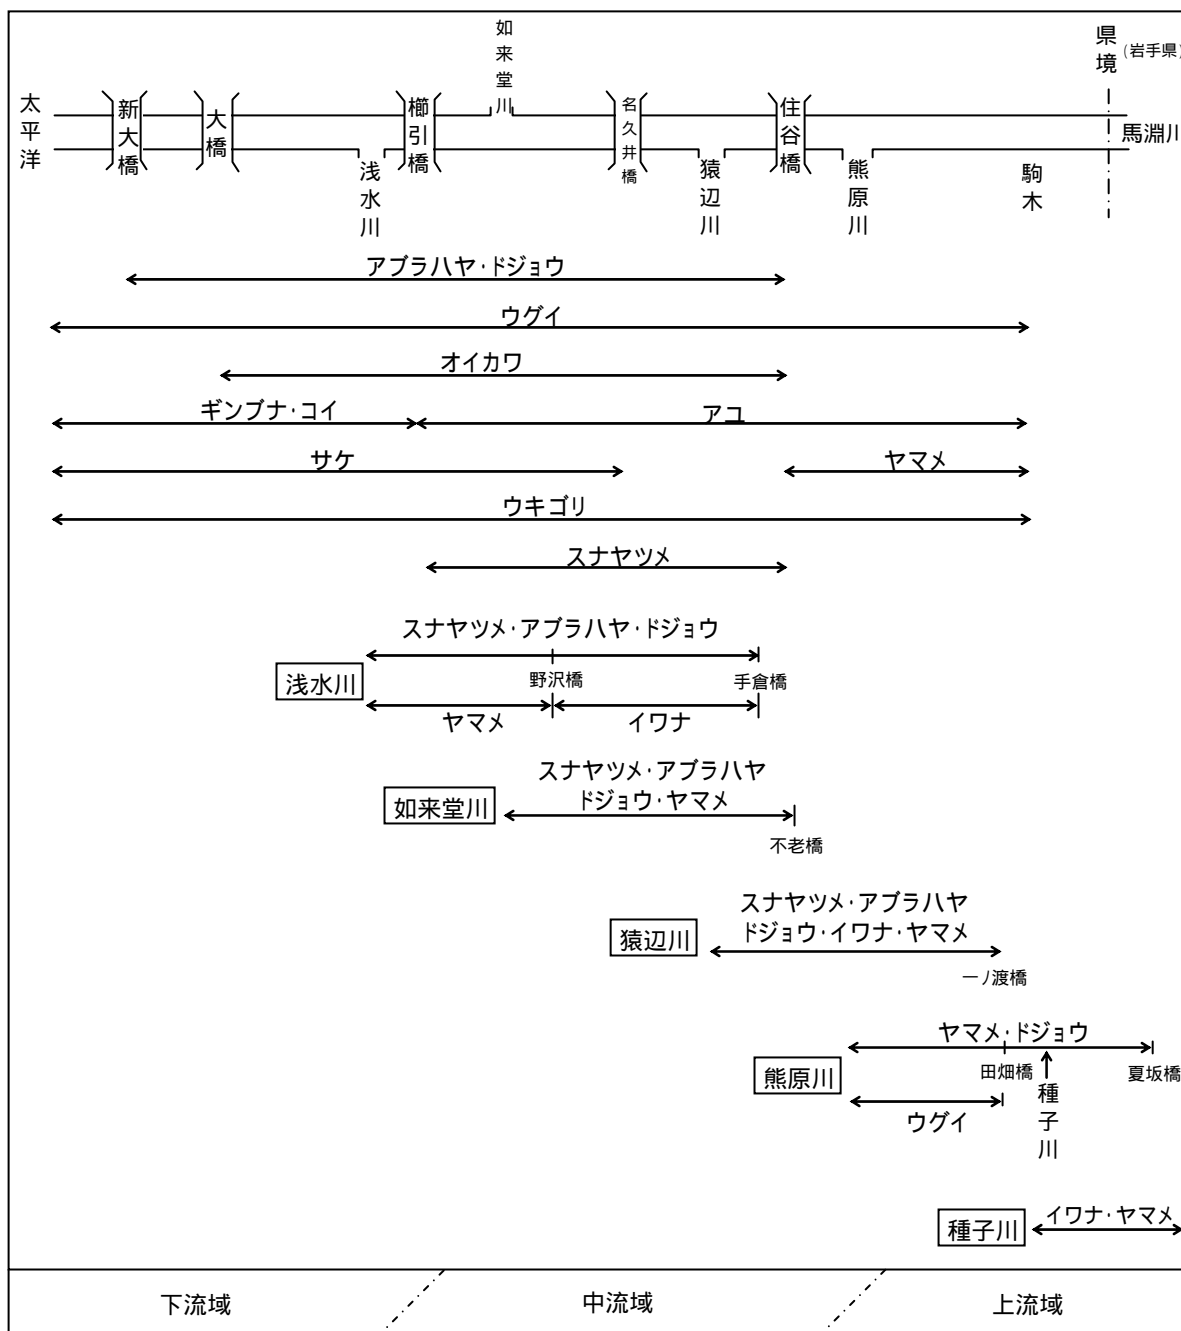 太平洋
新大橋
大橋
浅水川
櫛引橋
如来堂川
名久井橋
猿辺川
住谷橋
熊原川
駒木
県境
(岩手県)
馬淵川
アブラハヤ・ドジョウ
ウグイ
オイカワ
ギンブナ・コイ
アユ
サケ
ヤマメ
ウキゴリ
スナヤツメ
浅水川
スナヤツメ・アブラハヤ・ドジョウ
野沢橋
手倉橋
ヤマメ
イワナ
如来堂川
スナヤツメ・アブラハヤ
ドジョウ・ヤマメ
不老橋
猿辺川
スナヤツメ・アブラハヤ
ドジョウ・イワナ・ヤマメ
一ノ渡橋
熊原川
ヤマメ・ドジョウ
田畑橋
夏坂橋
種子川
ウグイ
種子川
イワナ・ヤマメ
下流域
中流域
上流域